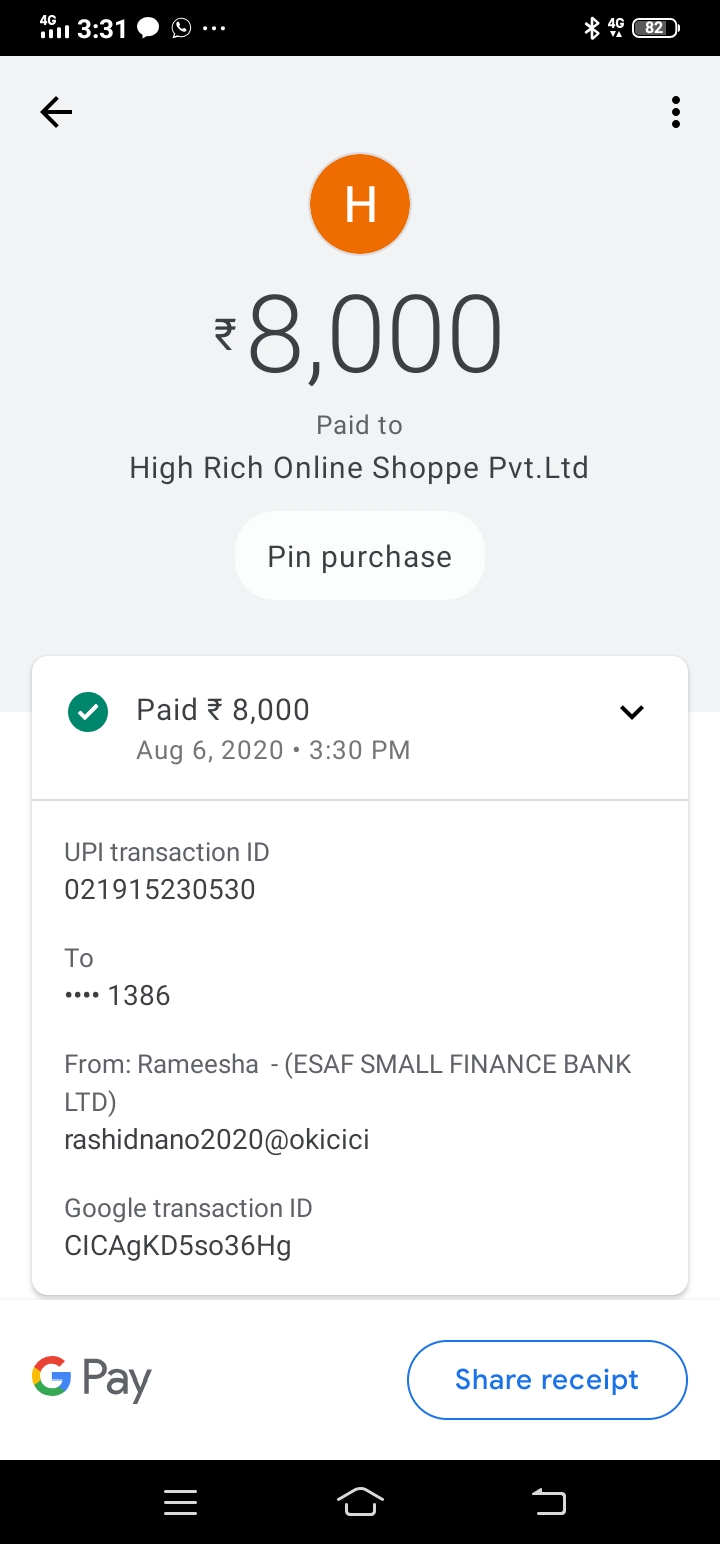 4G 3:31 4G 82
H
₹8,000
Paid to
High Rich Online Shoppe Pvt.Ltd
Pin purchase
Paid ₹ 8,000
Aug 6, 2020 • 3:30 PM
UPI transaction ID
021915230530
To
•••• 1386
From: Rameesha - (ESAF SMALL FINANCE BANK
LTD)
rashidnano2020@okicici
Google transaction ID
CICAgKD5so36Hg
G Pay
Share receipt